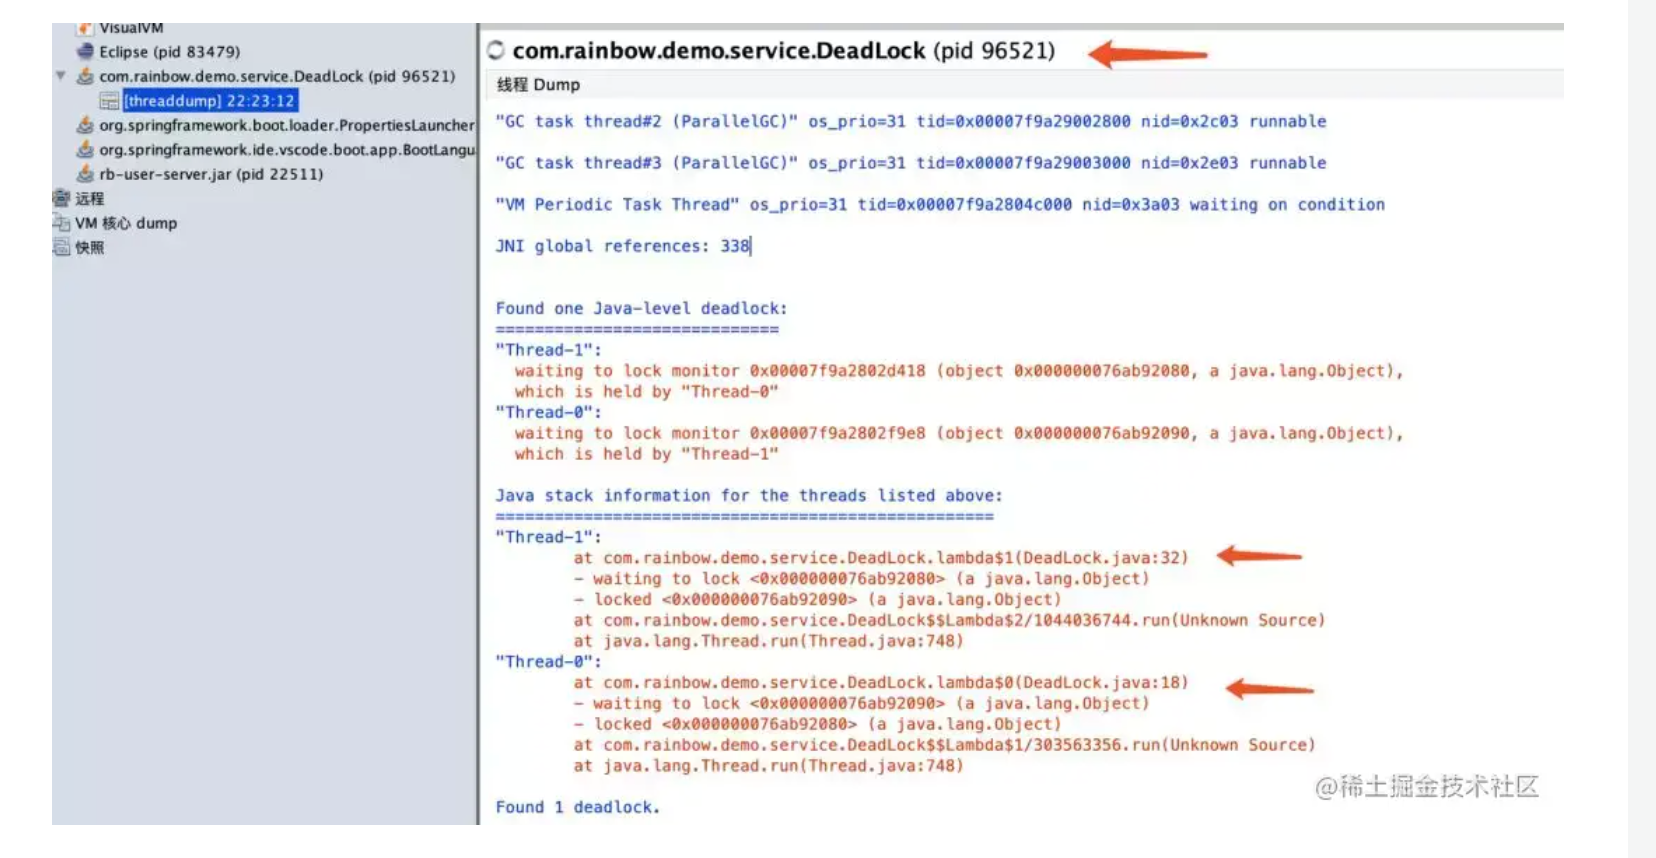 VisualVM
Eclipse (pid 83479)
com.rainbow.demo.service.DeadLock (pid 96521)
[threaddump] 22:23:12
org.springframework.boot.loader.PropertiesLauncher
org.springframework.ide.vscode.boot.app.BootLangu
rb-user-server.jar (pid 22511)
远程
VM 核心 dump
快照
com.rainbow.demo.service.DeadLock (pid 96521)
线程 Dump
"GC task thread#2 (ParallelGC)" os_prio=31 tid=0x00007f9a29002800 nid=0x2c03 runnable
"GC task thread#3 (ParallelGC)" os_prio=31 tid=0x00007f9a29003000 nid=0x2e03 runnable
"VM Periodic Task Thread" os_prio=31 tid=0x00007f9a2804c000 nid=0x3a03 waiting on condition
JNI global references: 338
Found one Java-level deadlock:
=============================
"Thread-1":
waiting to lock monitor 0x00007f9a2802d418 (object 0x000000076ab92080, a java.lang.Object),
which is held by "Thread-0"
"Thread-0":
waiting to lock monitor 0x00007f9a2802f9e8 (object 0x000000076ab92090, a java.lang.Object),
which is held by "Thread-1"
Java stack information for the threads listed above:
===================================================
"Thread-1":
at com.rainbow.demo.service.DeadLock.lambda$1(DeadLock.java:32)
- waiting to lock <0x000000076ab92080> (a java.lang.Object)
- locked <0x000000076ab92090> (a java.lang.Object)
at com.rainbow.demo.service.DeadLock$$Lambda$2/1044036744.run(Unknown Source)
at java.lang.Thread.run(Thread.java:748)
"Thread-0":
at com.rainbow.demo.service.DeadLock.lambda$0(DeadLock.java:18)
- waiting to lock <0x000000076ab92090> (a java.lang.Object)
- locked <0x000000076ab92080> (a java.lang.Object)
at com.rainbow.demo.service.DeadLock$$Lambda$1/303563356.run(Unknown Source)
at java.lang.Thread.run(Thread.java:748)
Found 1 deadlock.
@稀土掘金技术社区